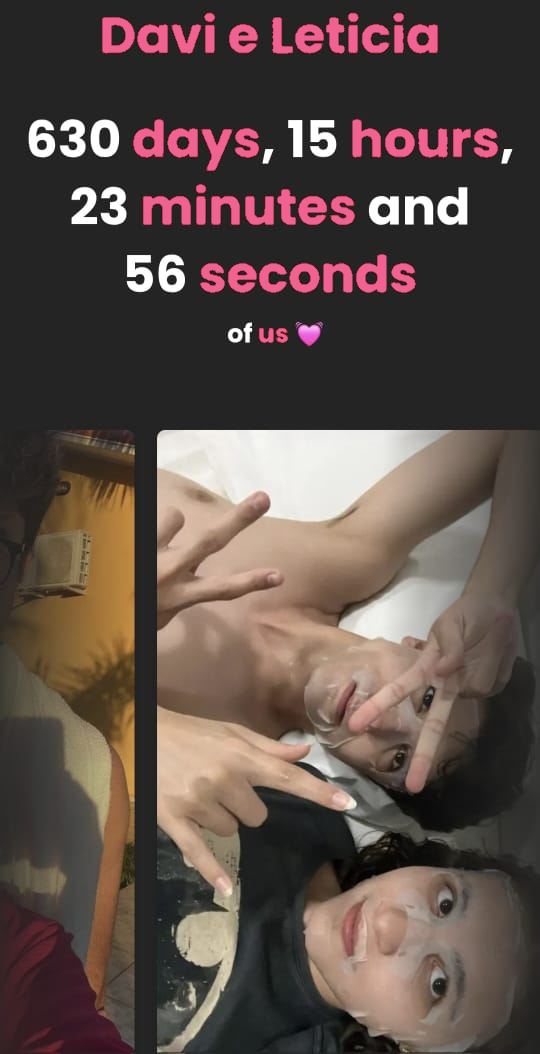 Davi e Leticia
630 days, 15 hours,
23 minutes and
56 seconds
of us 💓